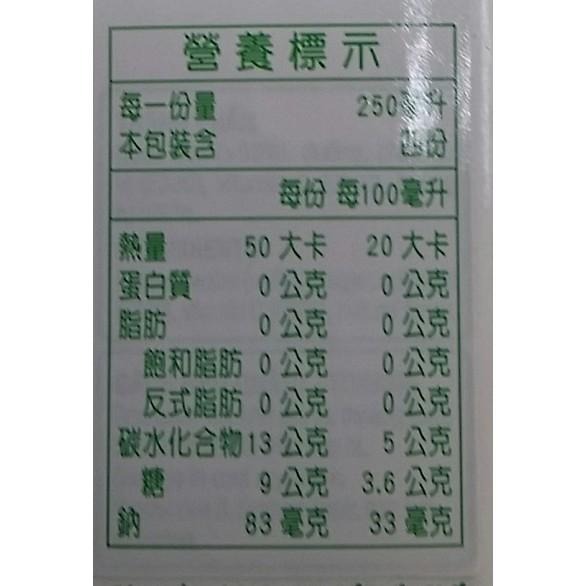 營養標示
每一份量 250毫升
本包裝含 四份
每份 每100毫升
熱量 50 大卡 20 大卡
蛋白質 0 公克 0 公克
脂肪 0 公克 0 公克
飽和脂肪 0 公克 0 公克
反式脂肪 0 公克 0 公克
碳水化合物 13 公克 5 公克
糖 9 公克 3.6 公克
鈉 83 毫克 33 毫克